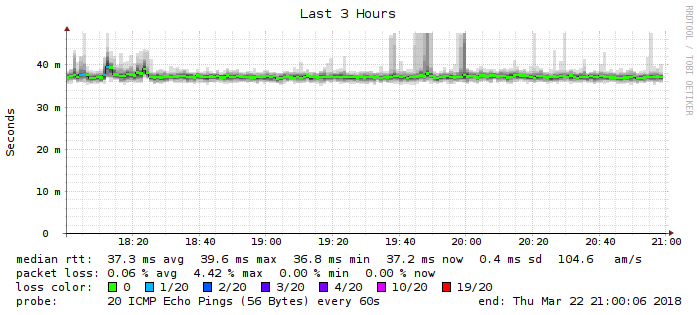 Last 3 Hours
RRDTOOL / TOBI OETIKER
Seconds
40 m
30 m
20 m
10 m
0
18:20 18:40 19:00 19:20 19:40 20:00 20:20 20:40 21:00
median rtt: 37.3 ms avg 39.6 ms max 36.8 ms min 37.2 ms now 0.4 ms sd 104.6 am/s
packet loss: 0.06 % avg 4.42 % max 0.00 % min 0.00 % now
loss color: 0 1/20 2/20 3/20 4/20 10/20 19/20
probe: 20 ICMP Echo Pings (56 Bytes) every 60s end: Thu Mar 22 21:00:06 2018